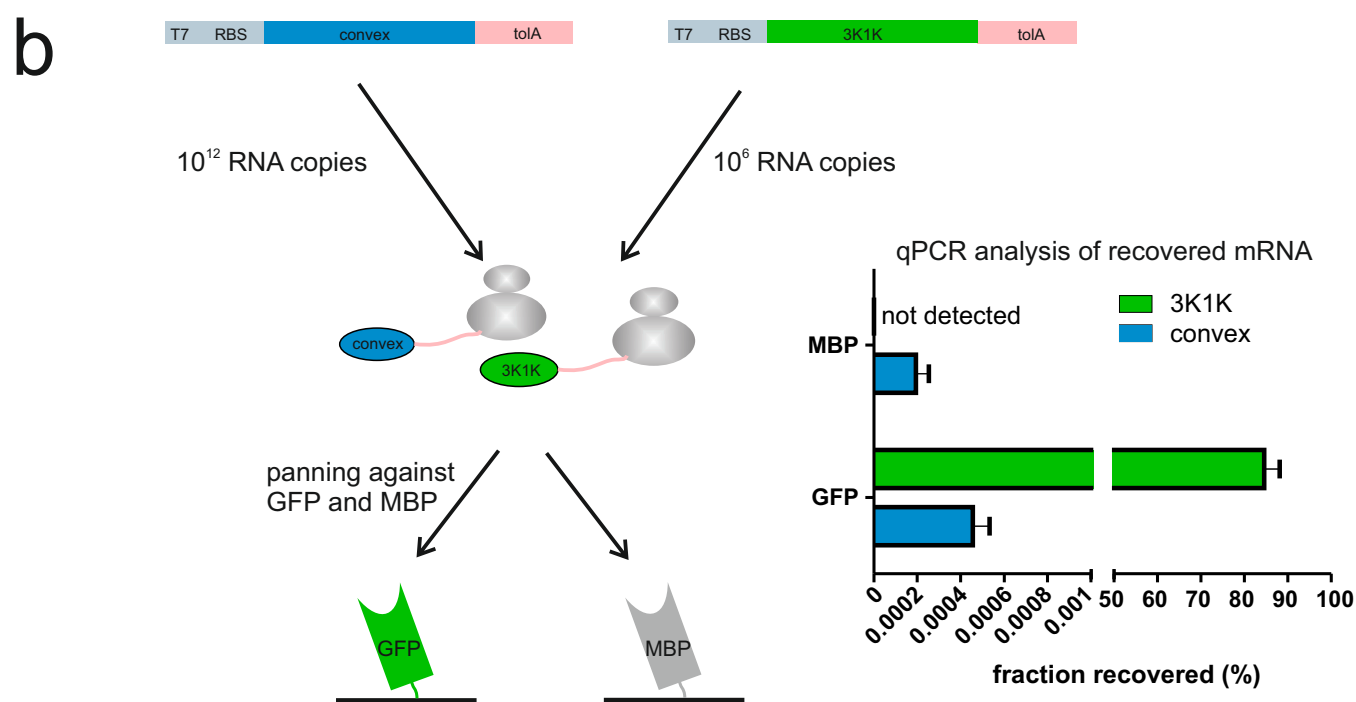 b
T7 RBS convex tolA
T7 RBS 3K1K tolA
10¹² RNA copies
10⁶ RNA copies
convex
3K1K
panning against
GFP and MBP
GFP
MBP
qPCR analysis of recovered mRNA
3K1K
convex
not detected
MBP
GFP
0 0.0002 0.0004 0.0006 0.0008 0.001 50 60 70 80 90 100
fraction recovered (%)